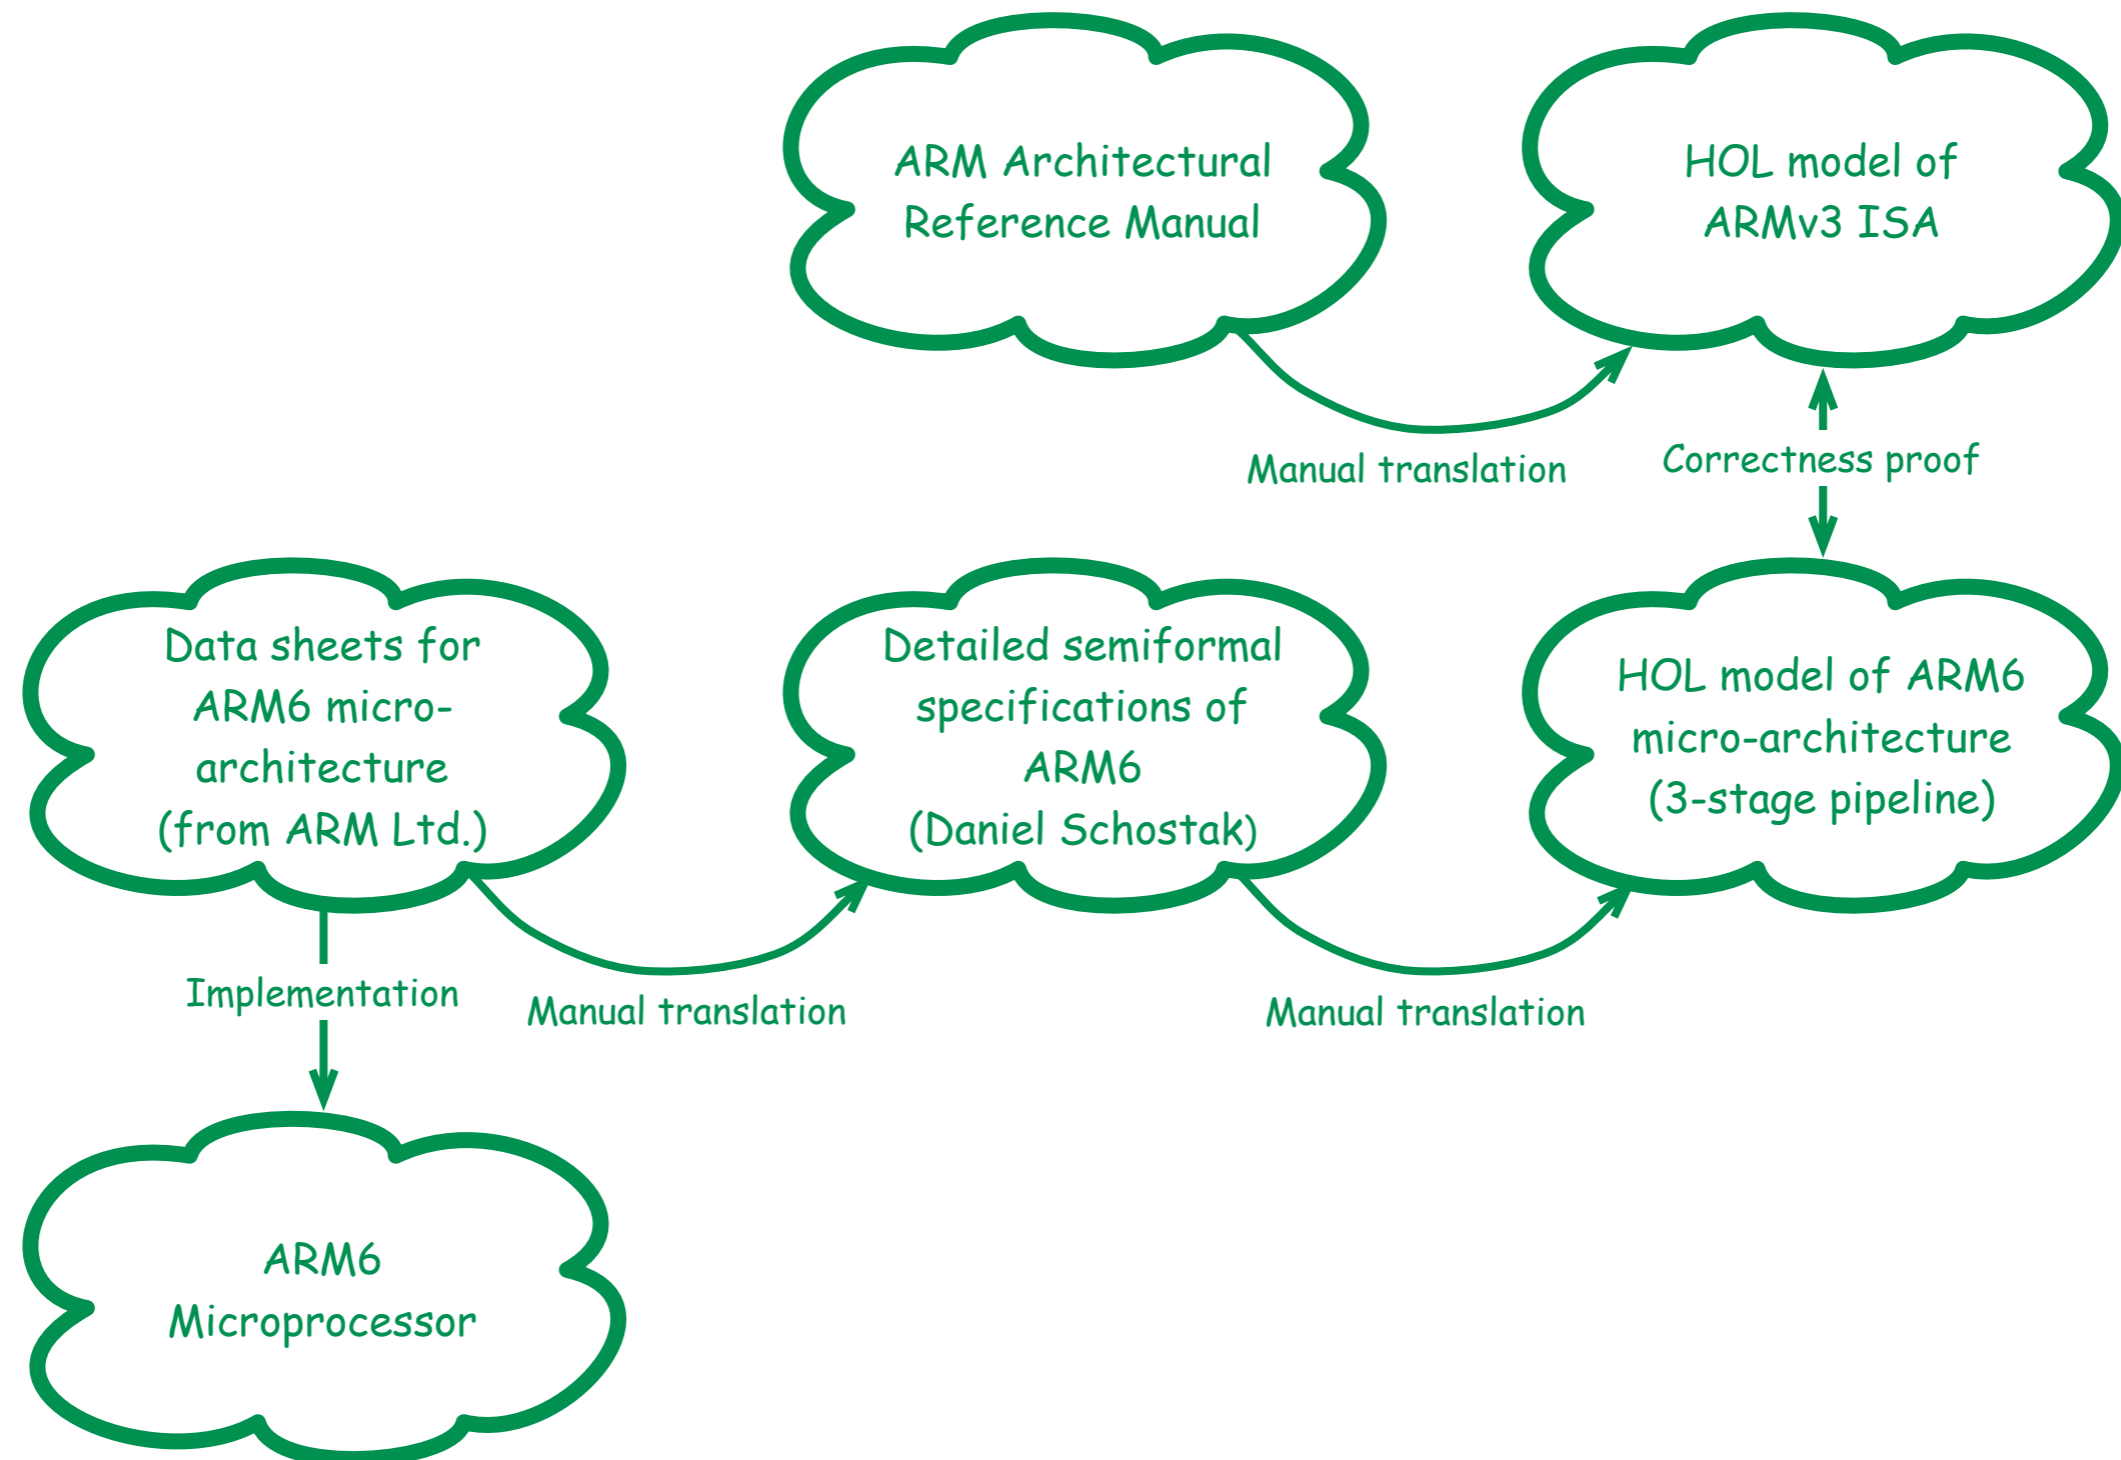 ARM Architectural
Reference Manual
HOL model of
ARMv3 ISA
Manual translation
Correctness proof
Data sheets for
ARM6 micro-
architecture
(from ARM Ltd.)
Detailed semiformal
specifications of
ARM6
(Daniel Schostak)
HOL model of ARM6
micro-architecture
(3-stage pipeline)
Implementation
Manual translation
Manual translation
ARM6
Microprocessor